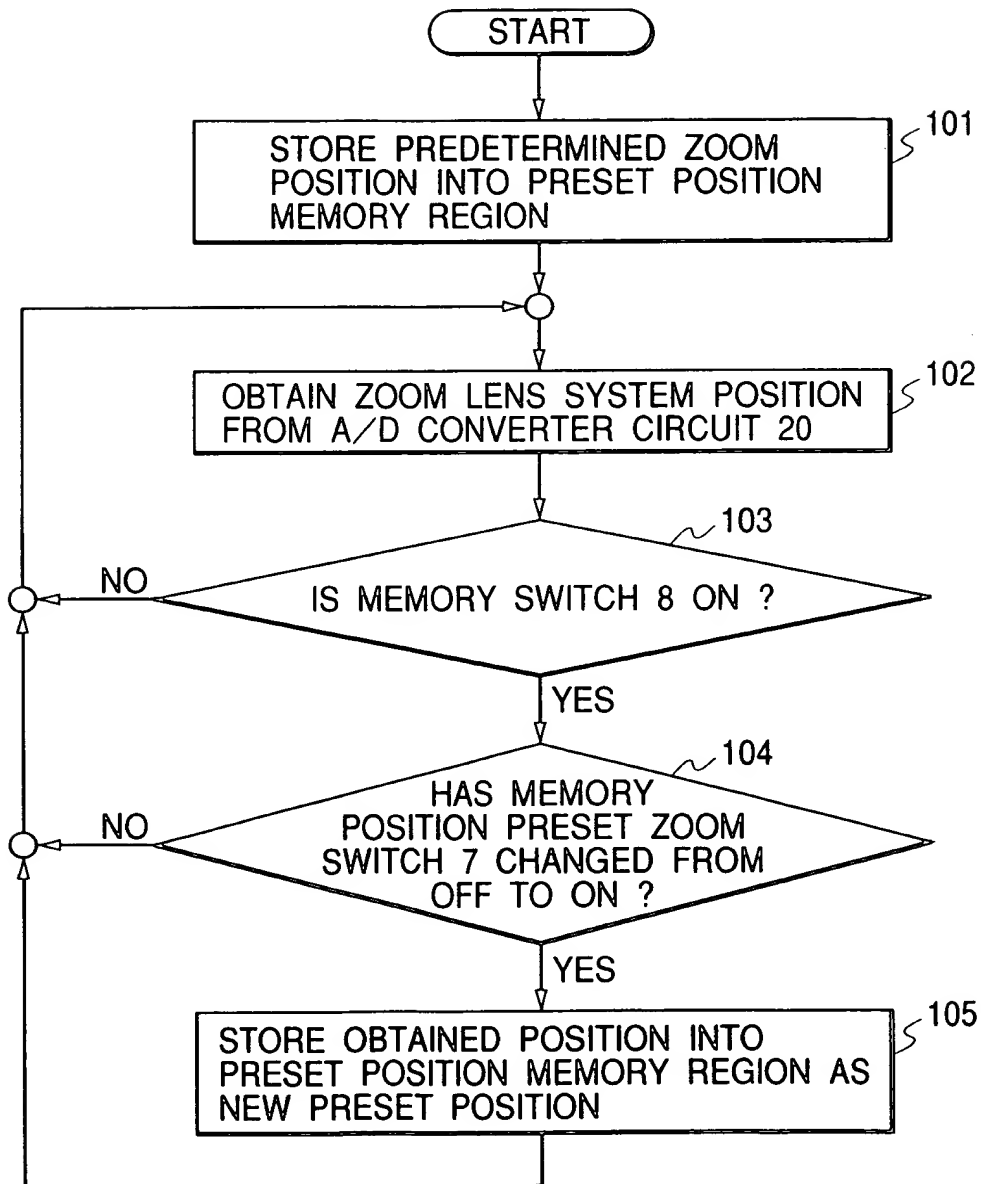 START
101
STORE PREDETERMINED ZOOM
POSITION INTO PRESET POSITION
MEMORY REGION
102
OBTAIN ZOOM LENS SYSTEM POSITION
FROM A/D CONVERTER CIRCUIT 20
103
NO
IS MEMORY SWITCH 8 ON ?
YES
104
NO
HAS MEMORY
POSITION PRESET ZOOM
SWITCH 7 CHANGED FROM
OFF TO ON ?
YES
105
STORE OBTAINED POSITION INTO
PRESET POSITION MEMORY REGION AS
NEW PRESET POSITION